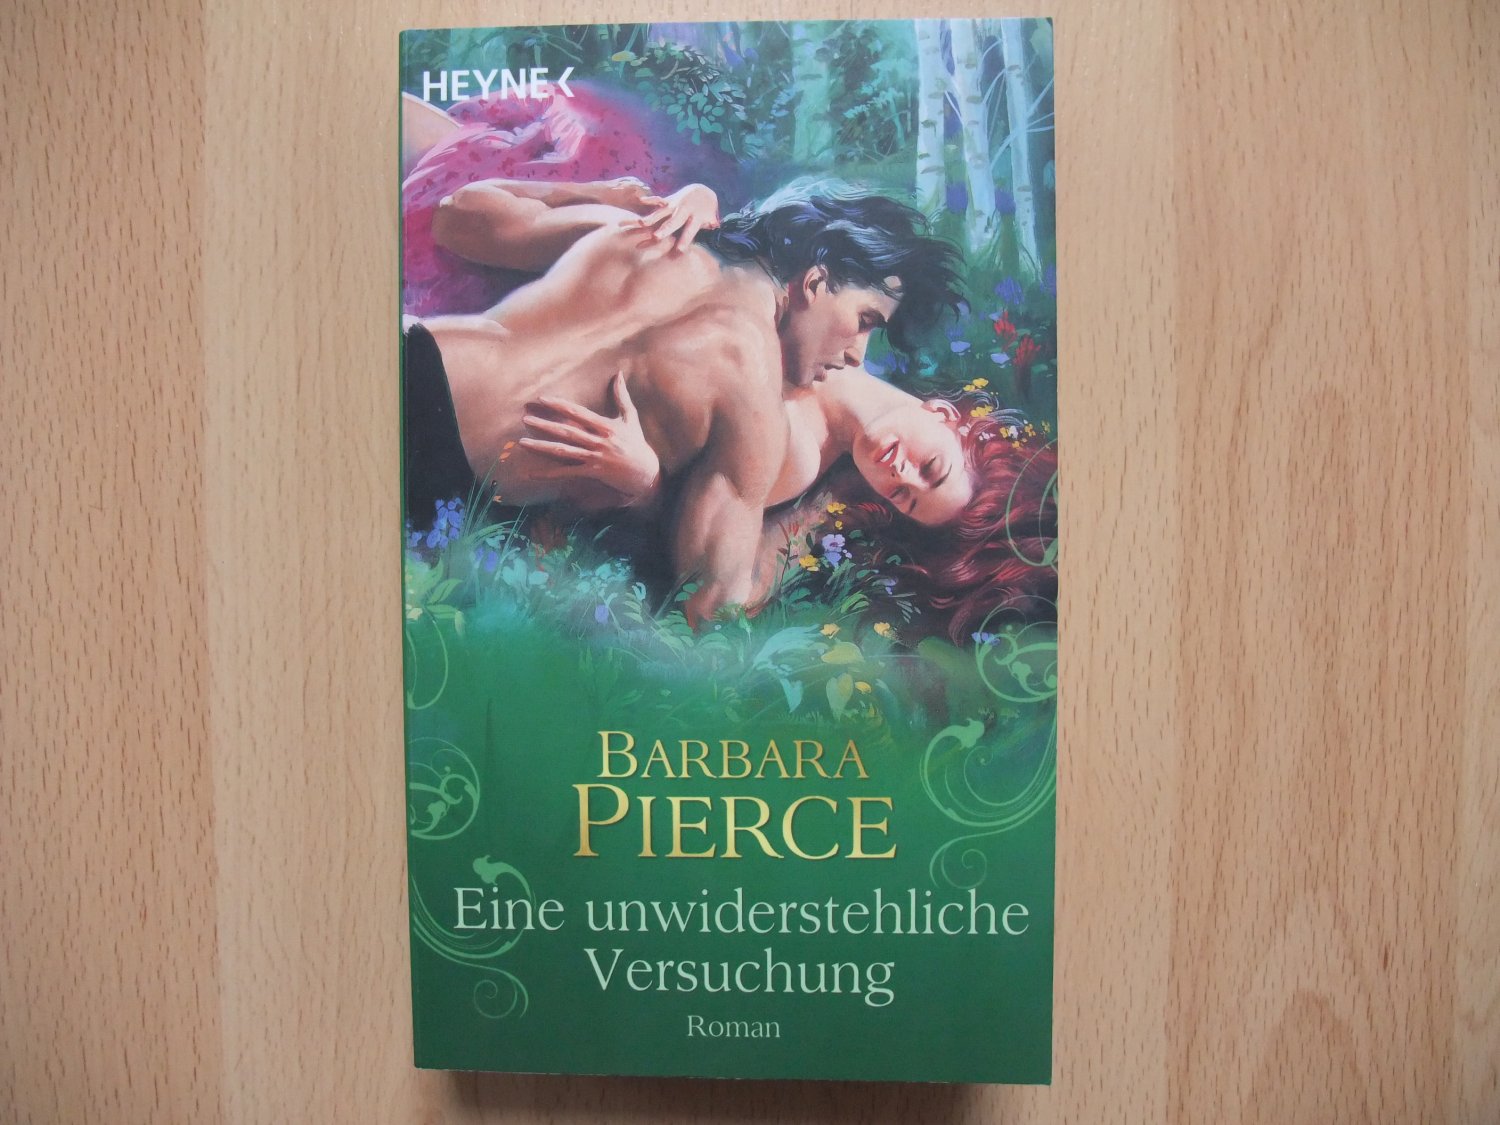 HEYNE
BARBARA
PIERCE
Eine unwiderstehliche
Versuchung
Roman